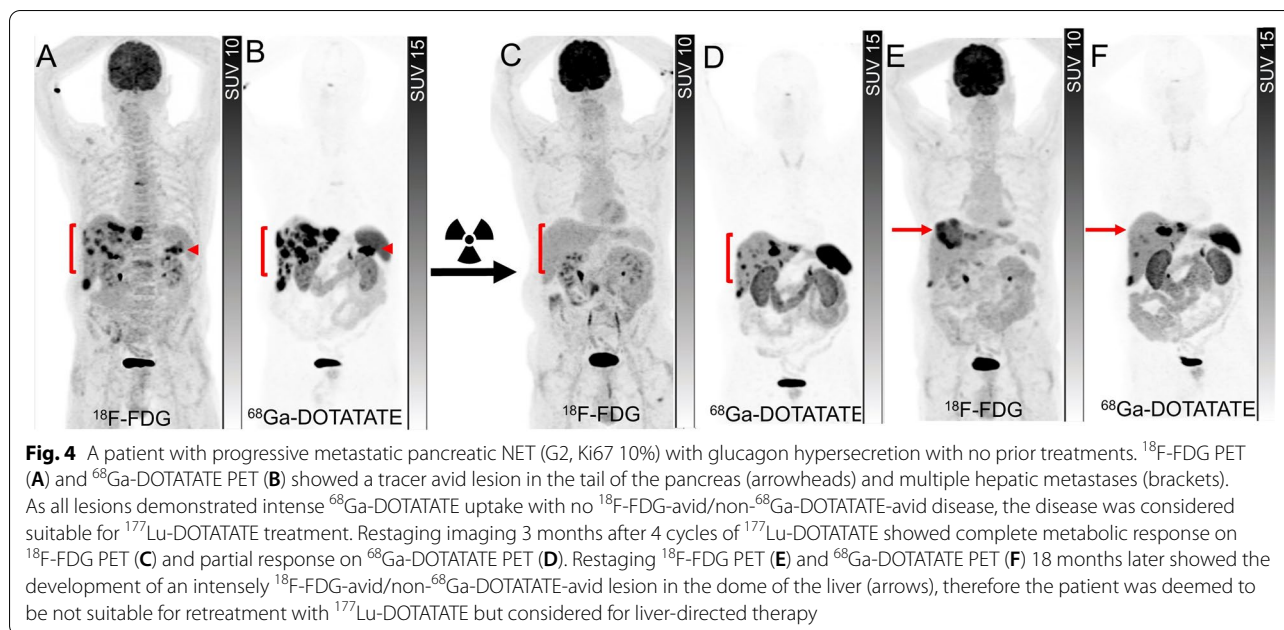 A
SUV 10
B
SUV 15
C
SUV 10
D
SUV 15
E
SUV 10
F
SUV 15
¹⁸F-FDG
⁶⁸Ga-DOTATATE
¹⁸F-FDG
⁶⁸Ga-DOTATATE
¹⁸F-FDG
⁶⁸Ga-DOTATATE
Fig. 4 A patient with progressive metastatic pancreatic NET (G2, Ki67 10%) with glucagon hypersecretion with no prior treatments. ¹⁸F-FDG PET
(A) and ⁶⁸Ga-DOTATATE PET (B) showed a tracer avid lesion in the tail of the pancreas (arrowheads) and multiple hepatic metastases (brackets).
As all lesions demonstrated intense ⁶⁸Ga-DOTATATE uptake with no ¹⁸F-FDG-avid/non-⁶⁸Ga-DOTATATE-avid disease, the disease was considered
suitable for ¹⁷⁷Lu-DOTATATE treatment. Restaging imaging 3 months after 4 cycles of ¹⁷⁷Lu-DOTATATE showed complete metabolic response on
¹⁸F-FDG PET (C) and partial response on ⁶⁸Ga-DOTATATE PET (D). Restaging ¹⁸F-FDG PET (E) and ⁶⁸Ga-DOTATATE PET (F) 18 months later showed the
development of an intensely ¹⁸F-FDG-avid/non-⁶⁸Ga-DOTATATE-avid lesion in the dome of the liver (arrows), therefore the patient was deemed to
be not suitable for retreatment with ¹⁷⁷Lu-DOTATATE but considered for liver-directed therapy